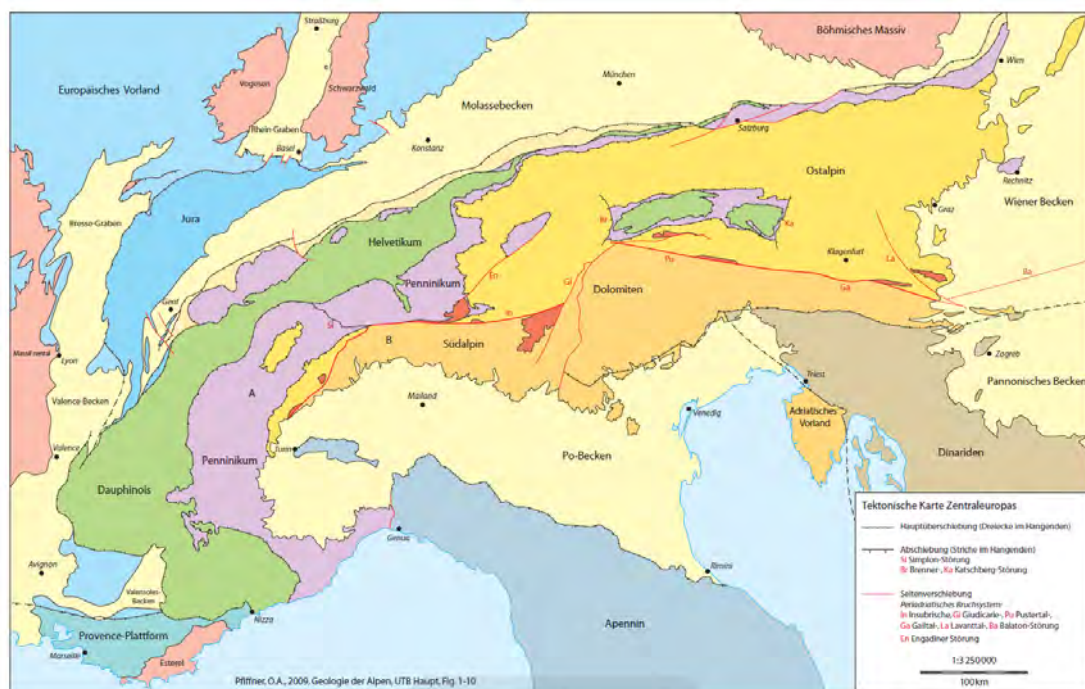 Straßburg
Böhmisches Massiv
Wien
Europäisches Vorland
Vogesen
Schwarzwald
München
Molassebecken
Salzburg
Rhein-Graben
Basel
Konstanz
Ostalpin
Rechnitz
Bresse-Graben
Jura
Wiener Becken
Graz
Br
Ka
Helvetikum
Klagenfurt
La
Penninikum
En
Gi
Pu
Ba
Dolomiten
Ga
Genf
In
Si
B
Südalpin
Massif central
Lyon
Zagreb
A
Triest
Pannonisches Becken
Valence-Becken
Mailand
Venedig
Adriatisches
Vorland
Valence
Turin
Penninikum
Po-Becken
Dinariden
Dauphinois
Tektonische Karte Zentraleuropas
Hauptüberschiebung (Dreiecke im Hangenden)
Genua
Abschiebung (Striche im Hangenden)
Si Simplon-Störung
Br Brenner-, Ka Katschberg-Störung
Avignon
Rimini
Valensole-
Becken
Seitenverschiebung
Periadriatisches Bruchsystem:
In Insubrische, Gi Giudicarie-, Pu Pustertal-,
Ga Gailtal-, La Lavanttal-, Ba Balaton-Störung
En Engadiner Störung
Nizza
Apennin
Provence-Plattform
Marseille
Esterel
1:3 250 000
100 km
Pfiffner, O.A., 2009, Geologie der Alpen, UTB Haupt, Fig. 1-10